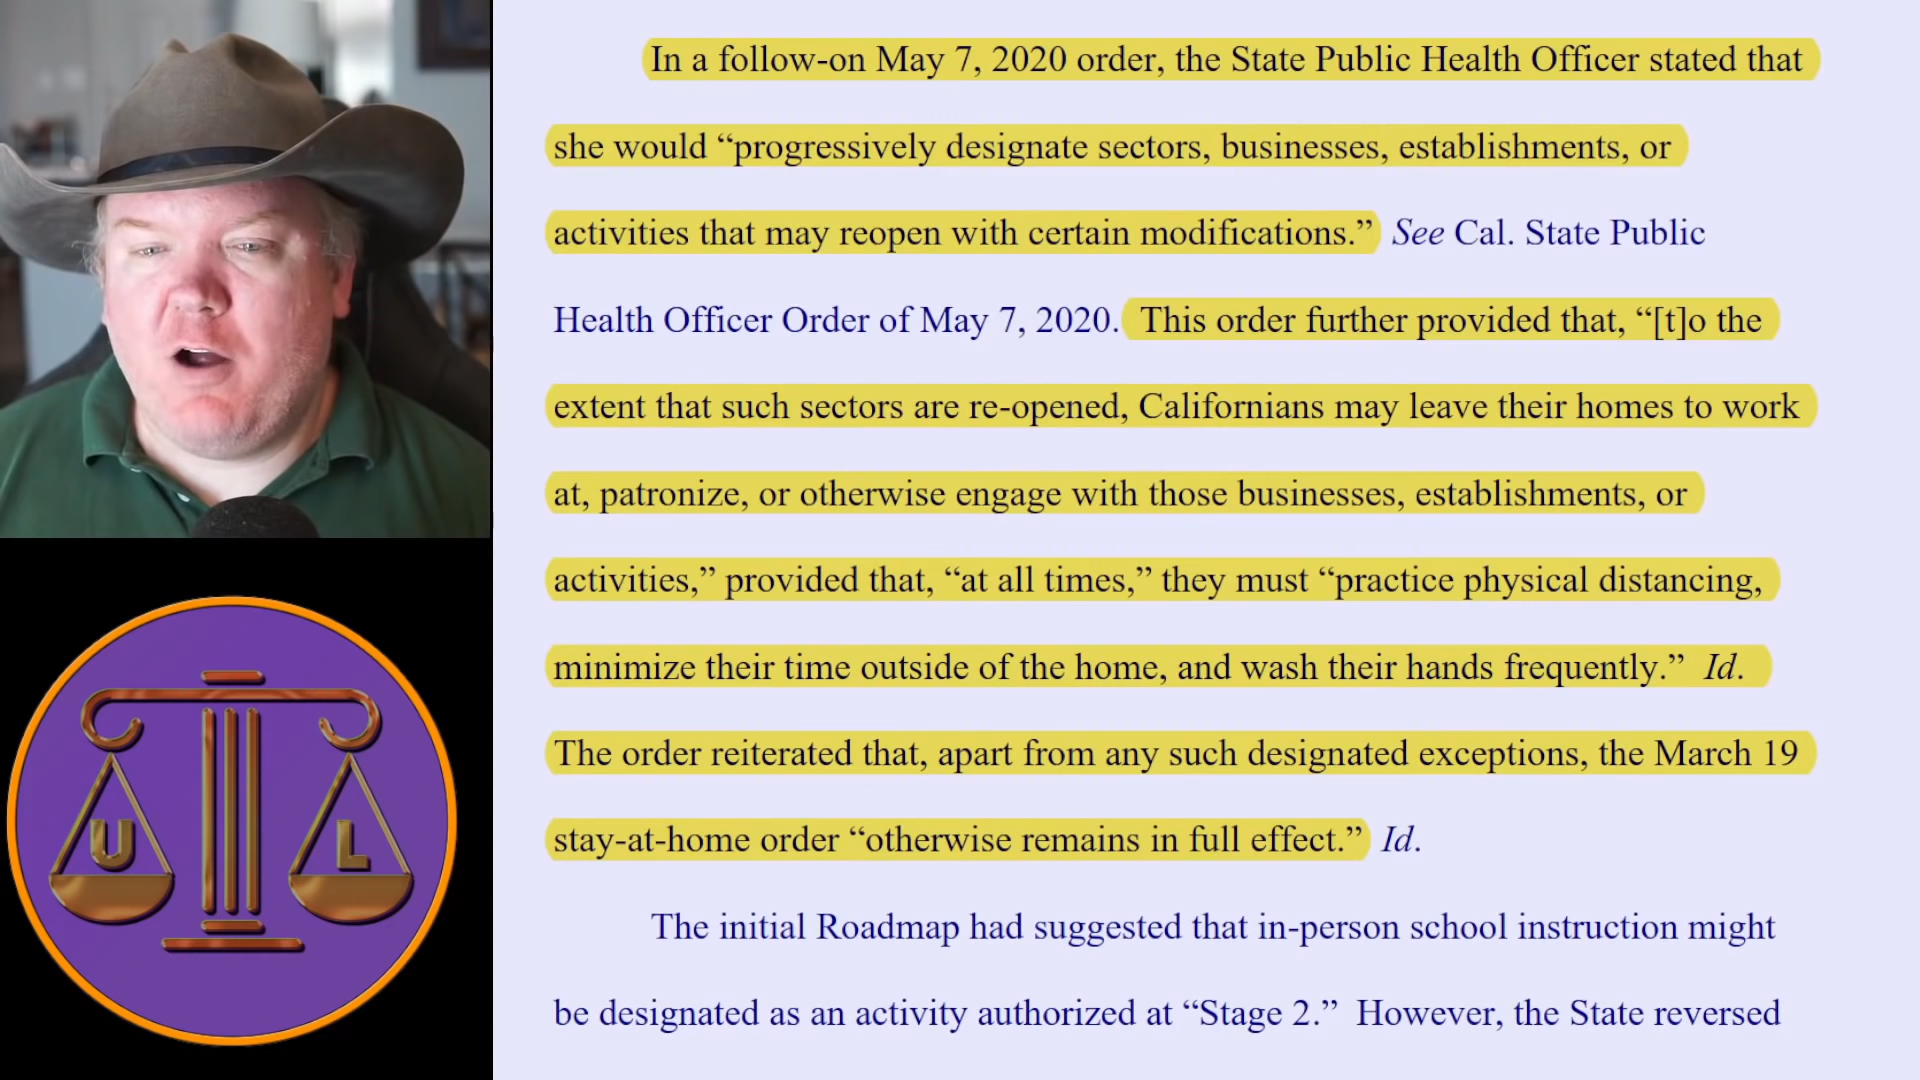 In a follow-on May 7, 2020 order, the State Public Health Officer stated that
she would “progressively designate sectors, businesses, establishments, or
activities that may reopen with certain modifications.” See Cal. State Public
Health Officer Order of May 7, 2020. This order further provided that, “[t]o the
extent that such sectors are re-opened, Californians may leave their homes to work
at, patronize, or otherwise engage with those businesses, establishments, or
activities,” provided that, “at all times,” they must “practice physical distancing,
minimize their time outside of the home, and wash their hands frequently.” Id.
The order reiterated that, apart from any such designated exceptions, the March 19
stay-at-home order “otherwise remains in full effect.” Id.
The initial Roadmap had suggested that in-person school instruction might
be designated as an activity authorized at “Stage 2.” However, the State reversed
U L